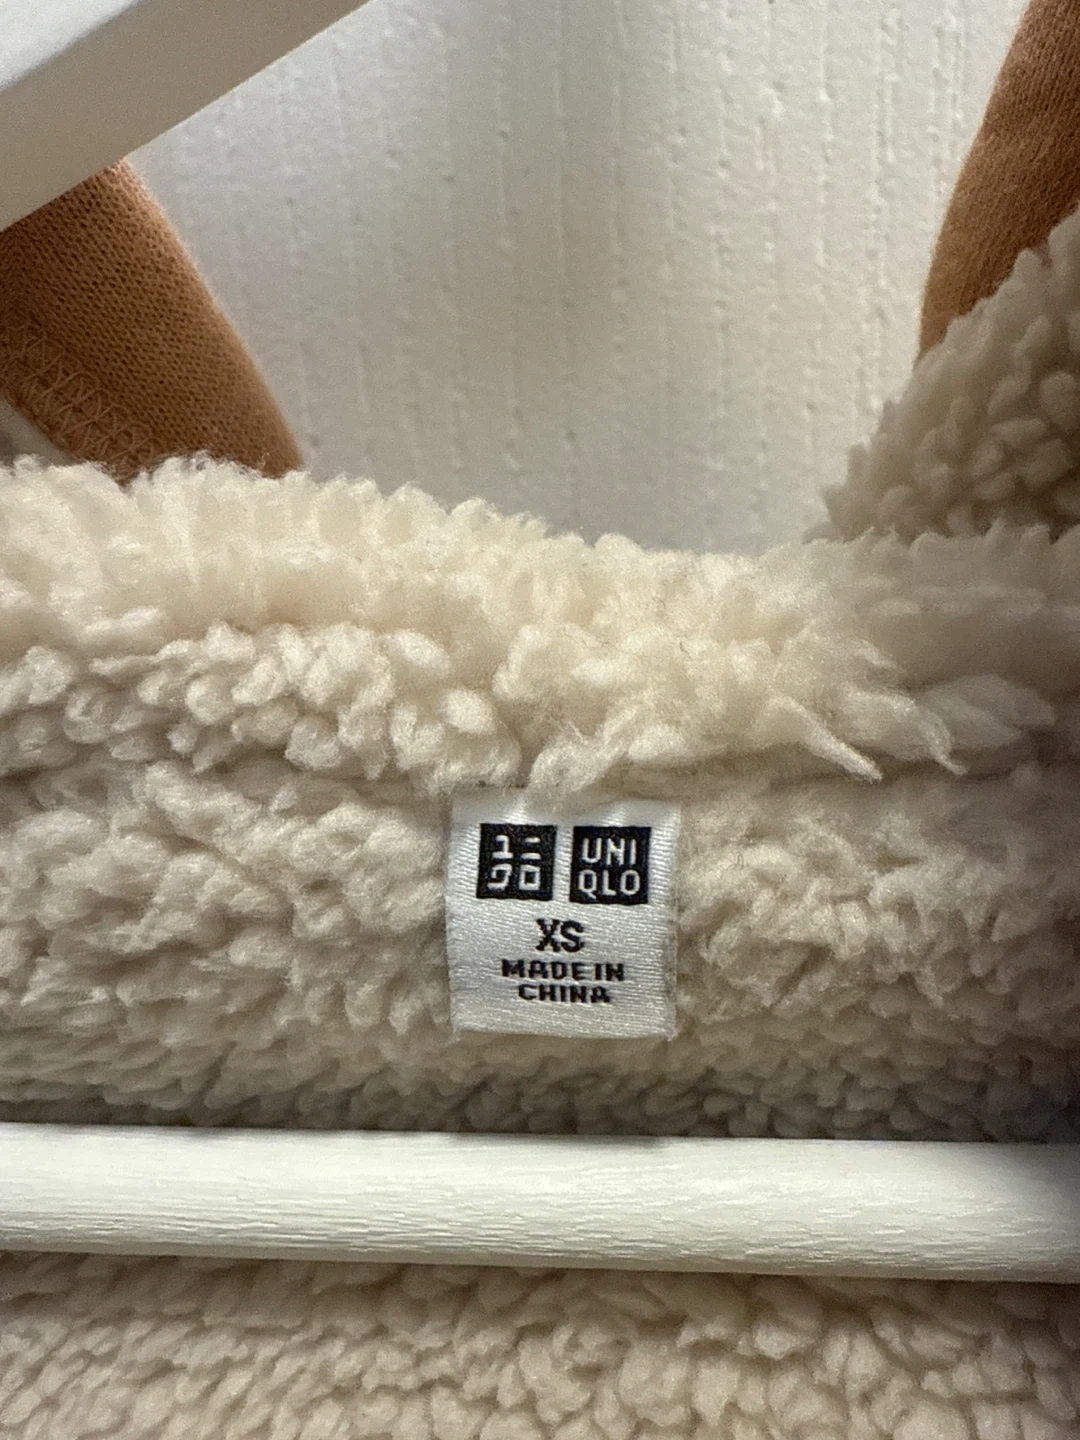 ユニ
クロ
UNI
QLO
XS
MADE IN
CHINA